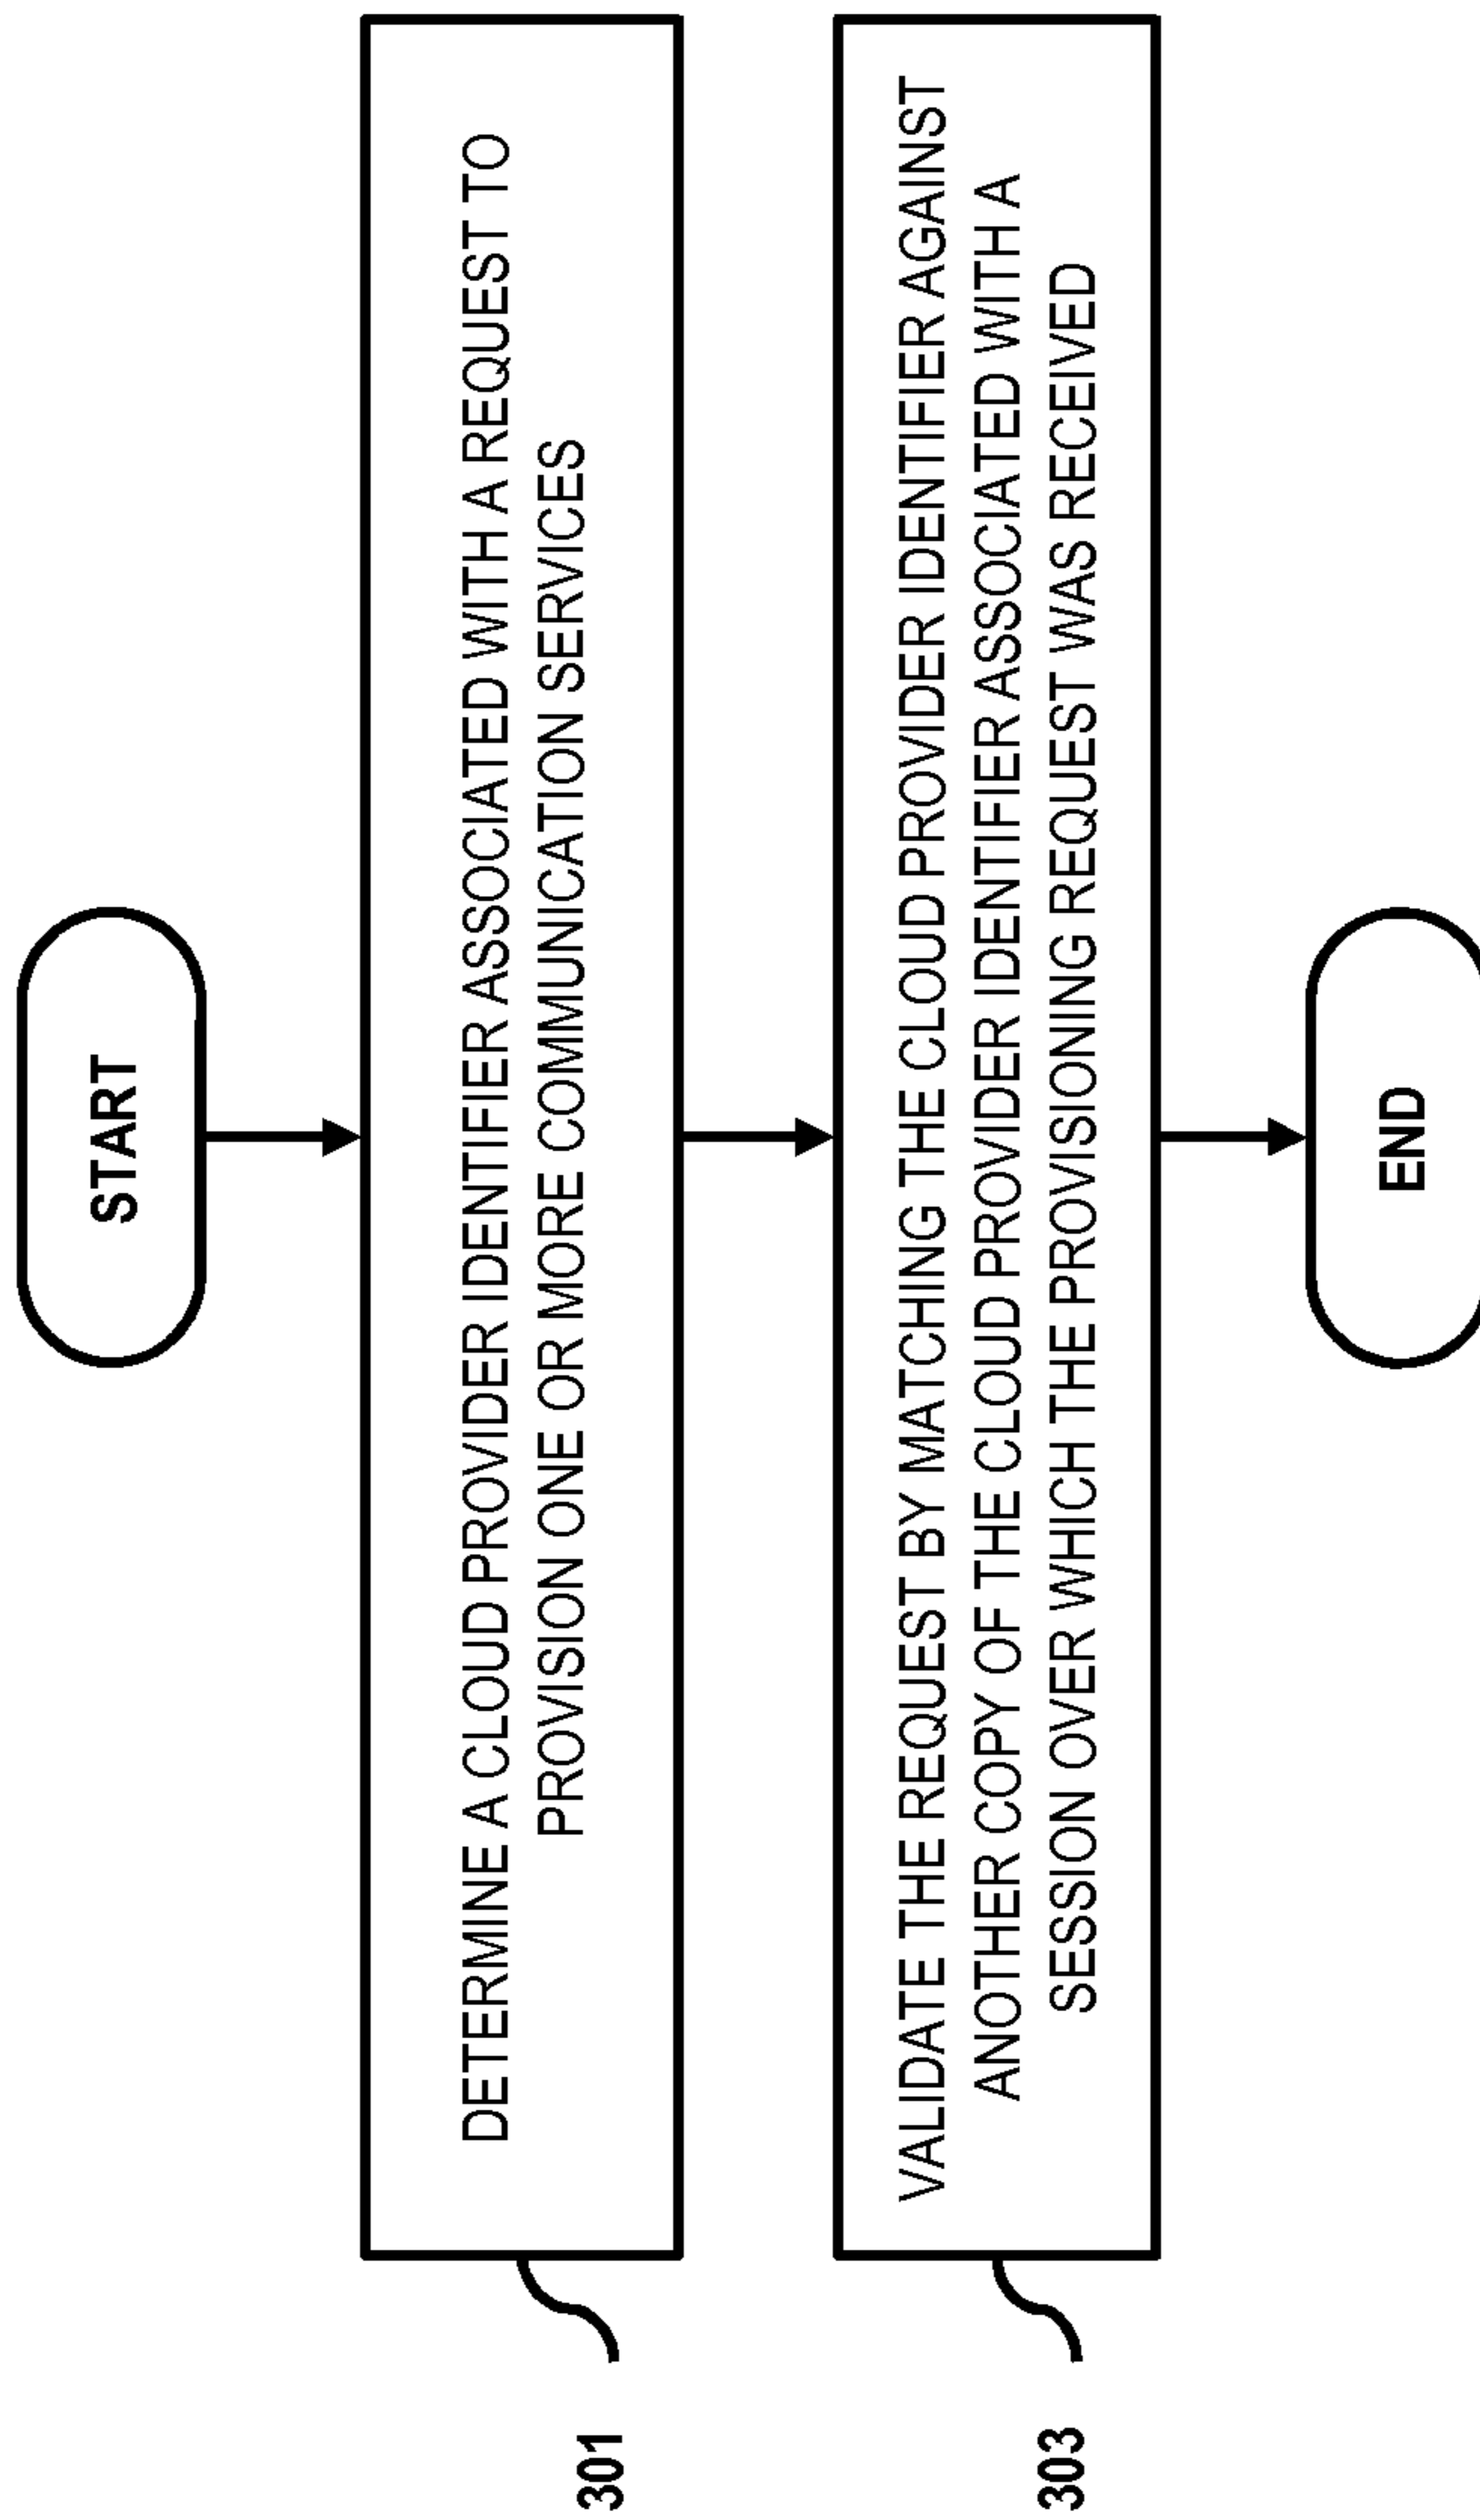 START
301
DETERMINE A CLOUD PROVIDER IDENTIFIER ASSOCIATED WITH A REQUEST TO
PROVISION ONE OR MORE COMMUNICATION SERVICES
303
VALIDATE THE REQUEST BY MATCHING THE CLOUD PROVIDER IDENTIFIER AGAINST
ANOTHER COPY OF THE CLOUD PROVIDER IDENTIFIER ASSOCIATED WITH A
SESSION OVER WHICH THE PROVISIONING REQUEST WAS RECEIVED
END